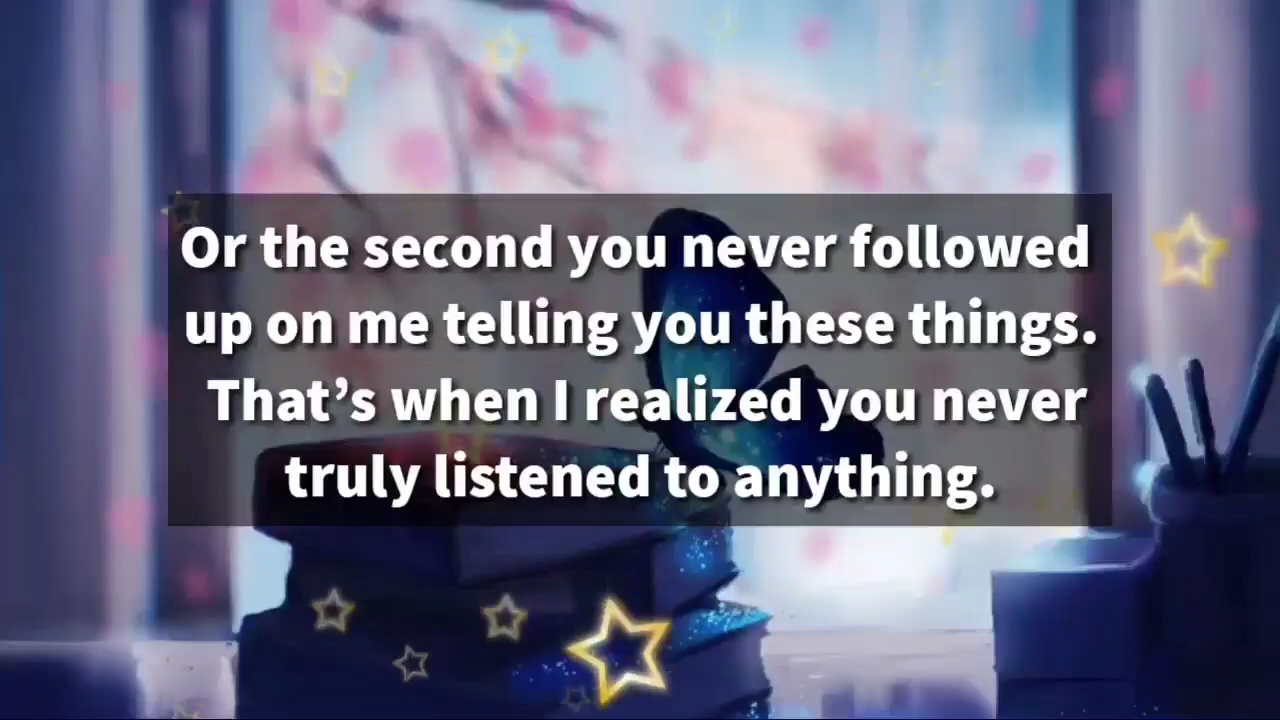 Or the second you never followed
up on me telling you these things.
That’s when I realized you never
truly listened to anything.